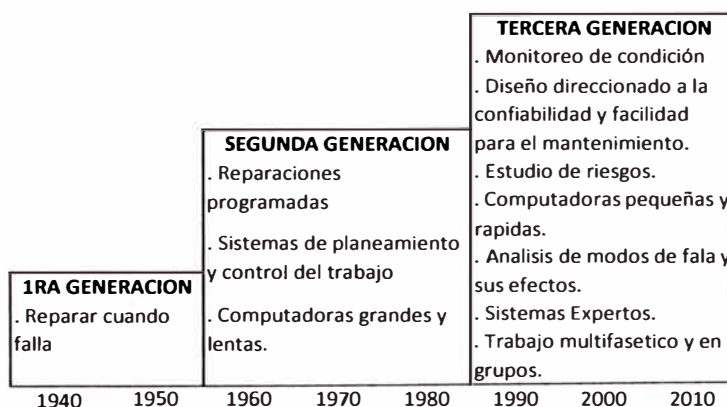 1RA GENERACION
. Reparar cuando
falla
SEGUNDA GENERACION
. Reparaciones
programadas
. Sistemas de planeamiento
y control del trabajo
. Computadoras grandes y
lentas.
TERCERA GENERACION
. Monitoreo de condición
. Diseño direccionado a la
confiabilidad y facilidad
para el mantenimiento.
. Estudio de riesgos.
. Computadoras pequeñas y
rapidas.
. Analisis de modos de fala y
sus efectos.
. Sistemas Expertos.
. Trabajo multifasetico y en
grupos.
1940 1950 1960 1970 1980 1990 2000 2010